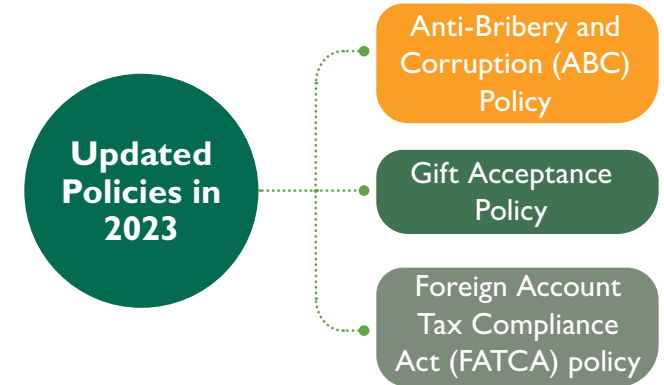 Updated
Policies in
2023
Anti-Bribery and
Corruption (ABC)
Policy
Gift Acceptance
Policy
Foreign Account
Tax Compliance
Act (FATCA) policy